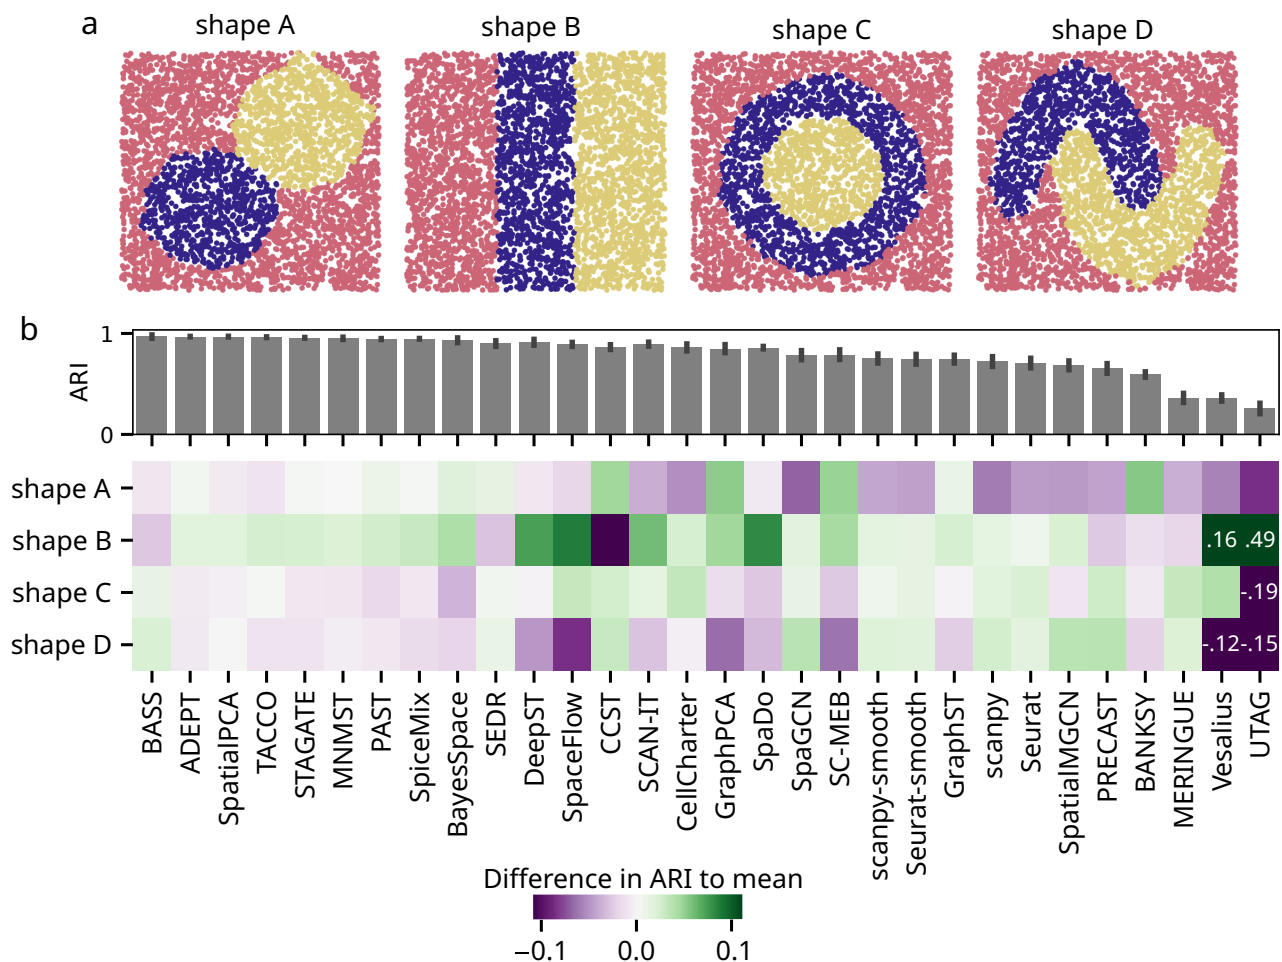 a
shape A
shape B
shape C
shape D
b
1
ARI
0
shape A
shape B
.16 .49
shape C
-.19
shape D
-.12 -.15
BASS
ADEPT
SpatialPCA
TACCO
STAGATE
MNMST
PAST
SpiceMix
BayesSpace
SEDR
DeepST
SpaceFlow
CCST
SCAN-IT
CellCharter
GraphPCA
SpaDo
SpaGCN
SC-MEB
scanpy-smooth
Seurat-smooth
GraphST
scanpy
Seurat
SpatialMGCN
PRECAST
BANKSY
MERINGUE
Vesalius
UTAG
Difference in ARI to mean
−0.1 0.0 0.1